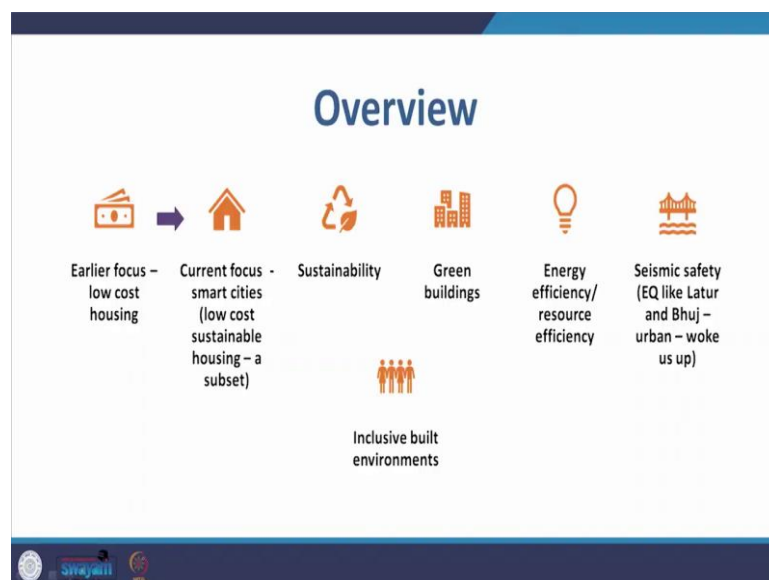 Overview
Earlier focus –
low cost
housing
Current focus -
smart cities
(low cost
sustainable
housing – a
subset)
Sustainability
Green
buildings
Energy
efficiency/
resource
efficiency
Seismic safety
(EQ like Latur
and Bhuj –
urban – woke
us up)
Inclusive built
environments
swayam